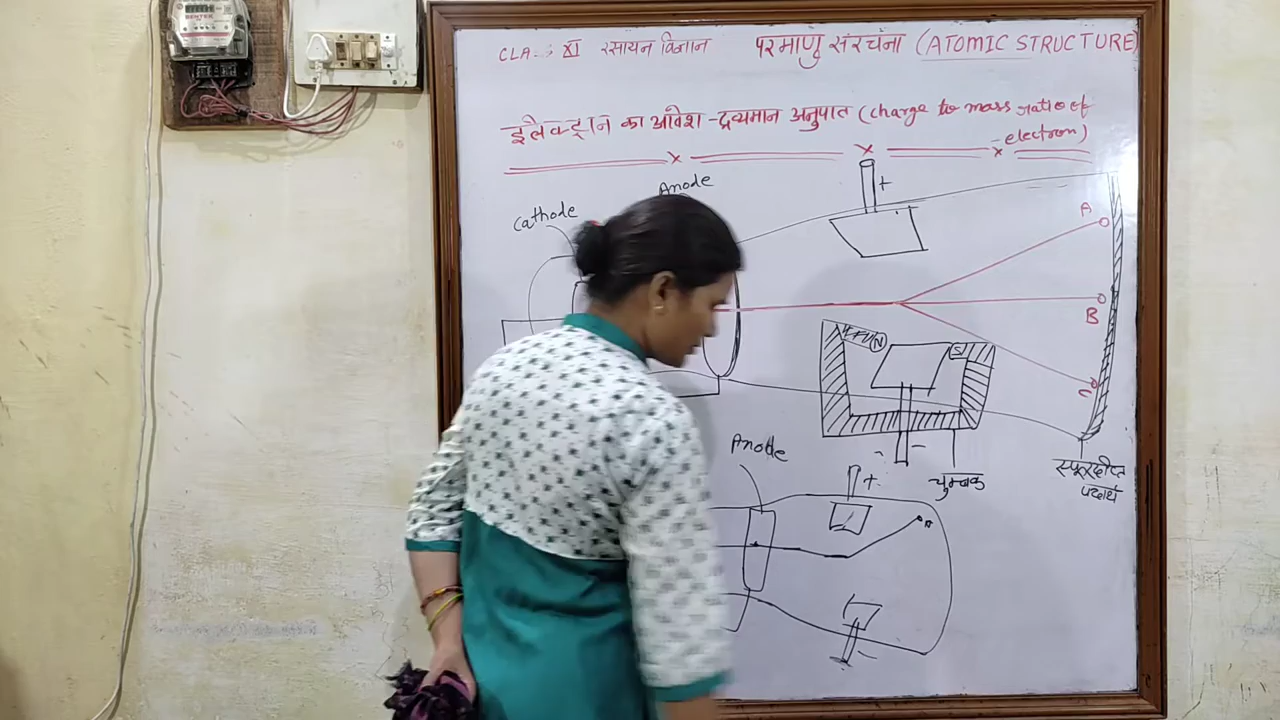 CLA-: XI रसायन विज्ञान परमाणु संरचना (ATOMIC STRUCTURE)
इलेक्ट्रान का आवेश-द्रव्यमान अनुपात (charge to mass ratio of
electron)
Anode
Cathode
+
A
B
C
N
S
-
-
चुम्बक
स्फुरदीप्त
पदार्थ
Anode
+
-